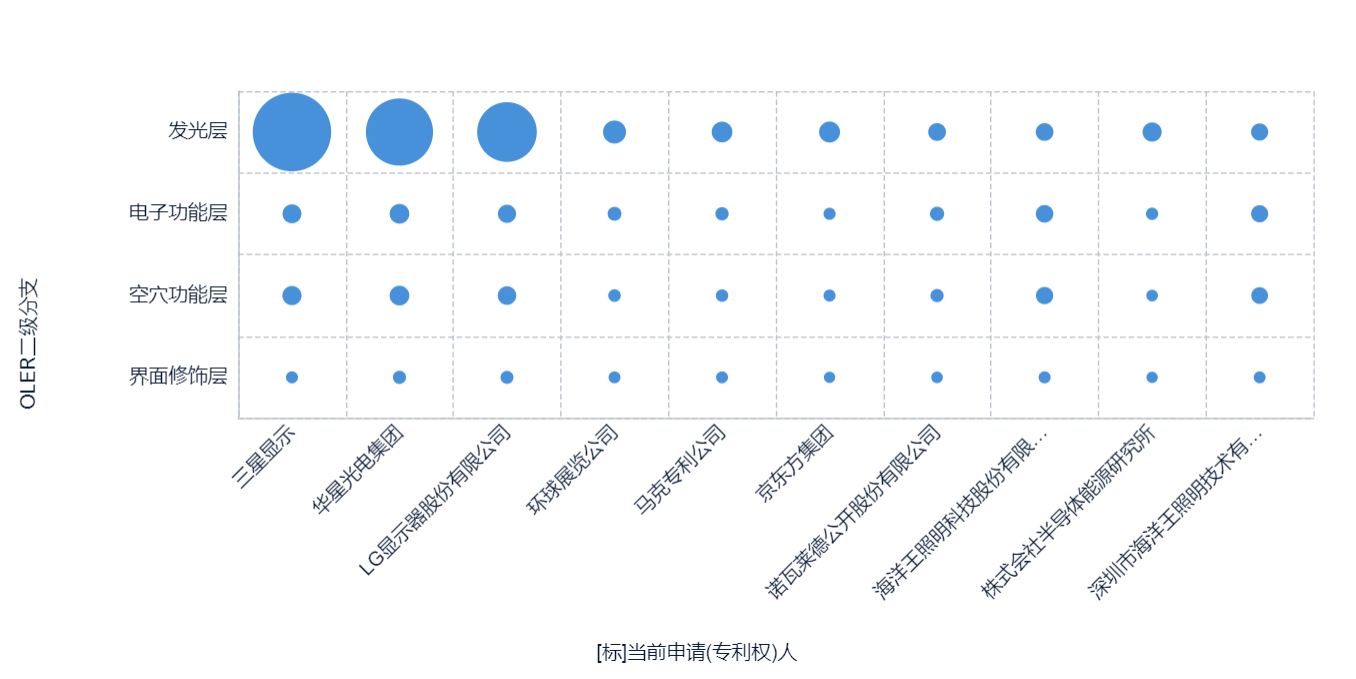 发光层
电子功能层
空穴功能层
界面修饰层
OLER二级分支
三星显示
华星光电集团
LG显示器股份有限公司
环球展览公司
马克专利公司
京东方集团
诺瓦莱德公开股份有限公司
海洋王照明科技股份有限...
株式会社半导体能源研究所
深圳市海洋王照明技术有...
[标]当前申请(专利权)人